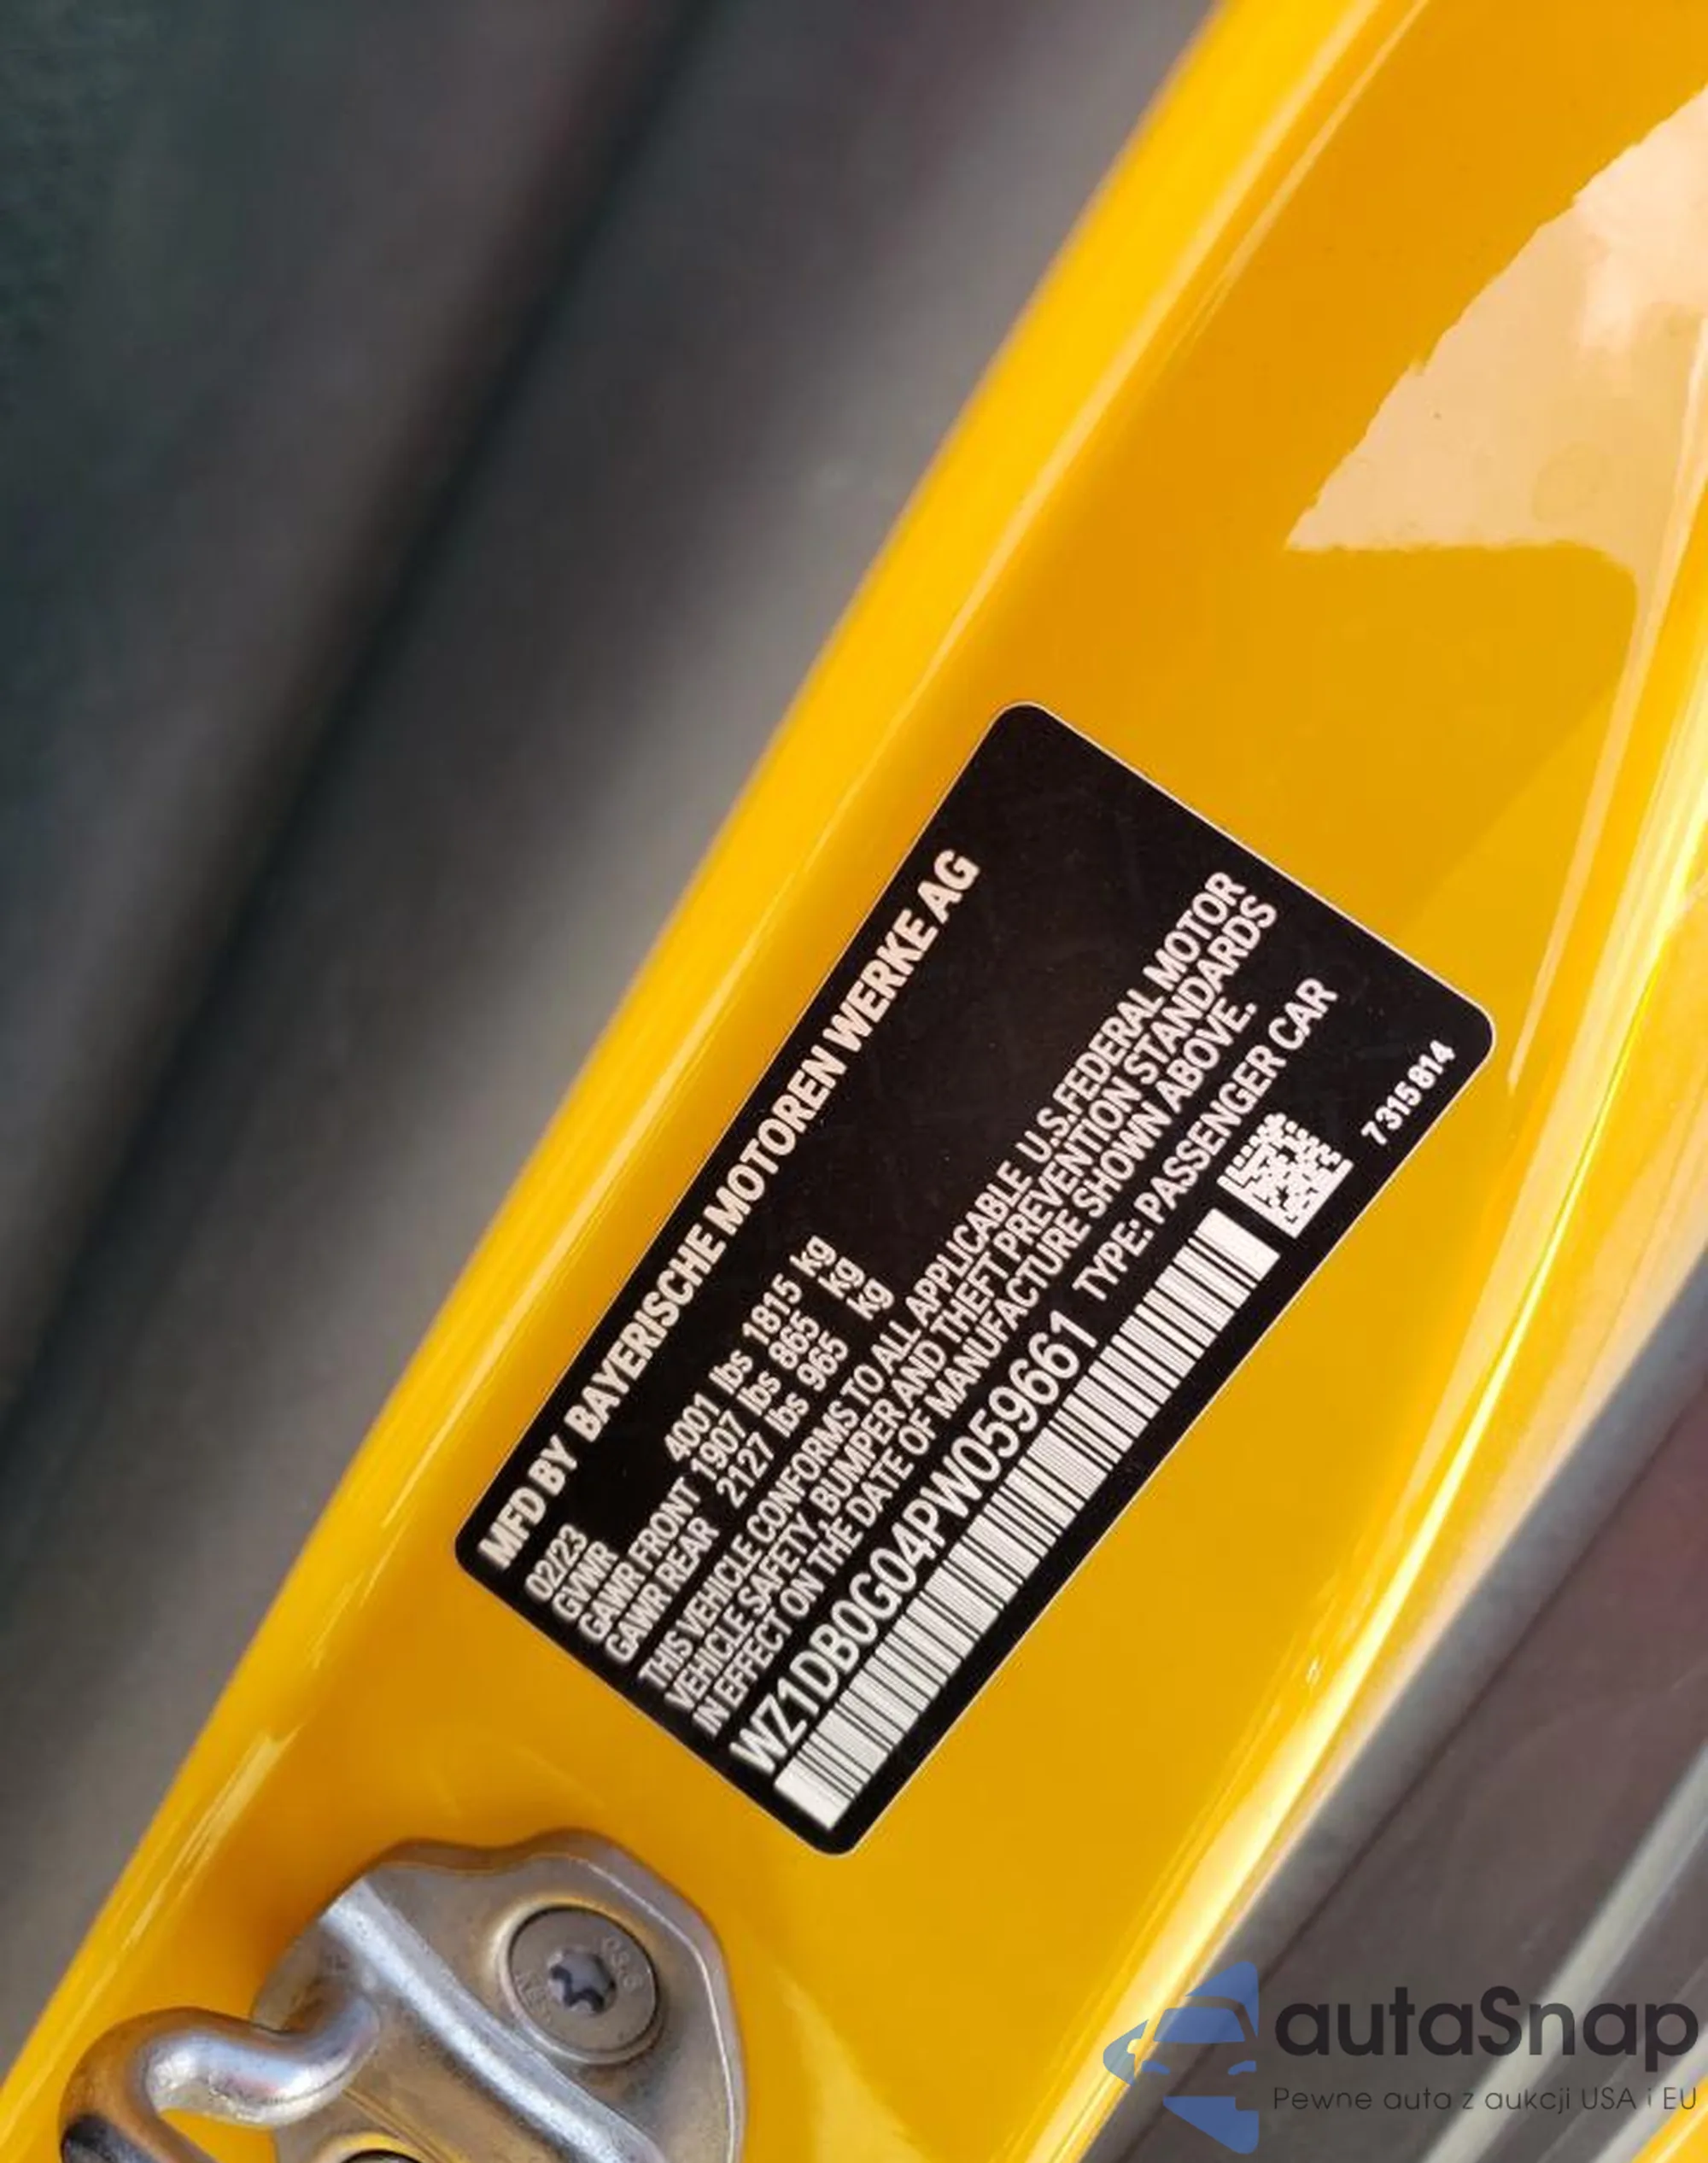 MFD BY BAYERISCHE MOTOREN WERKE AG
02/23
GVWR 4001 lbs 1815 kg
GAWR FRONT 1907 lbs 865 kg
GAWR REAR 2127 lbs 965 kg
THIS VEHICLE CONFORMS TO ALL APPLICABLE U.S.FEDERAL MOTOR
VEHICLE SAFETY, BUMPER AND THEFT PREVENTION STANDARDS
IN EFFECT ON THE DATE OF MANUFACTURE SHOWN ABOVE.
WZ1DB0G04PW059661 TYPE: PASSENGER CAR
7315814
autaSnap
Pewne auta z aukcji USA i EU